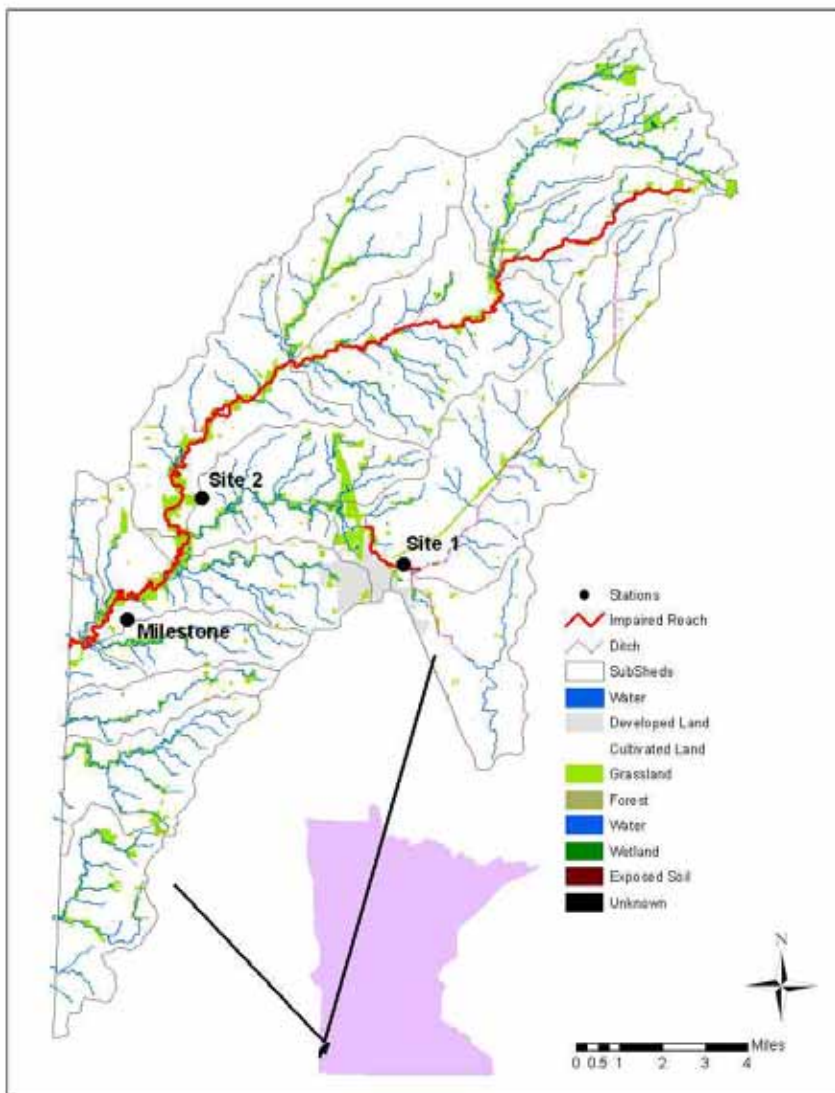 Site 2
Site 1
Milestone
Stations
Impaired Reach
Ditch
SubSheds
Water
Developed Land
Cultivated Land
Grassland
Forest
Water
Wetland
Exposed Soil
Unknown
N
Miles
0 0.5 1 2 3 4